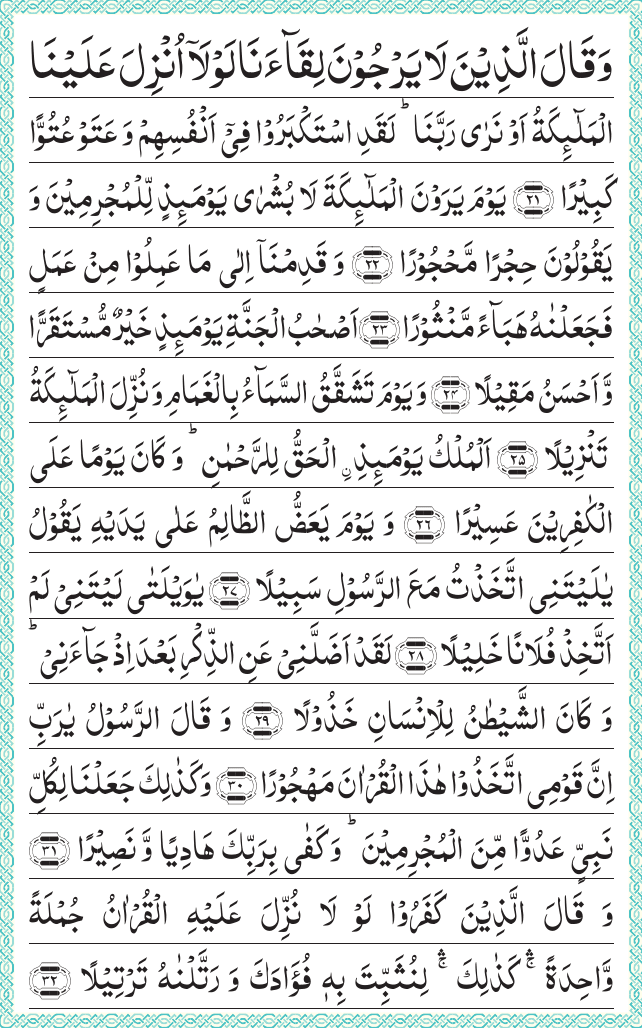 وَقَالَ الَّذِيْنَ لَا يَرْجُوْنَ لِقَآءَ نَا لَوْلَآ اُنْزِلَ عَلَيْنَا
الْمَلٰٓىِٕكَةُ اَوْ نَرٰى رَبَّنَا ؕ لَقَدِ اسْتَكْبَرُوْا فِيْۤ اَنْفُسِهِمْ وَ عَتَوْ عُتُوًّا
كَبِيْرًا ﴿۲۱﴾ يَوْمَ يَرَوْنَ الْمَلٰٓىِٕكَةَ لَا بُشْرٰى يَوْمَىِٕذٍ لِّلْمُجْرِمِيْنَ وَ
يَقُوْلُوْنَ حِجْرًا مَّحْجُوْرًا ﴿۲۲﴾ وَ قَدِمْنَاۤ اِلٰى مَا عَمِلُوْا مِنْ عَمَلٍ
فَجَعَلْنٰهُ هَبَآءً مَّنْثُوْرًا ﴿۲۳﴾ اَصْحٰبُ الْجَنَّةِ يَوْمَىِٕذٍ خَيْرٌ مُّسْتَقَرًّا
وَّ اَحْسَنُ مَقِيْلًا ﴿۲۴﴾ وَ يَوْمَ تَشَقَّقُ السَّمَآءُ بِالْغَمَامِ وَ نُزِّلَ الْمَلٰٓىِٕكَةُ
تَنْزِيْلًا ﴿۲۵﴾ اَلْمُلْكُ يَوْمَىِٕذِ ۟ الْحَقُّ لِلرَّحْمٰنِ ؕ وَ كَانَ يَوْمًا عَلَى
الْكٰفِرِيْنَ عَسِيْرًا ﴿۲۶﴾ وَ يَوْمَ يَعَضُّ الظَّالِمُ عَلٰى يَدَيْهِ يَقُوْلُ
يٰلَيْتَنِى اتَّخَذْتُ مَعَ الرَّسُوْلِ سَبِيْلًا ﴿۲۷﴾ يٰوَيْلَتٰى لَيْتَنِيْ لَمْ
اَتَّخِذْ فُلَانًا خَلِيْلًا ﴿۲۸﴾ لَقَدْ اَضَلَّنِيْ عَنِ الذِّكْرِ بَعْدَ اِذْ جَآءَنِيْ ؕ
وَ كَانَ الشَّيْطٰنُ لِلْاِنْسَانِ خَذُوْلًا ﴿۲۹﴾ وَ قَالَ الرَّسُوْلُ يٰرَبِّ
اِنَّ قَوْمِى اتَّخَذُوْا هٰذَا الْقُرْاٰنَ مَهْجُوْرًا ﴿۳۰﴾ وَكَذٰلِكَ جَعَلْنَا لِكُلِّ
نَبِيٍّ عَدُوًّا مِّنَ الْمُجْرِمِيْنَ ؕ وَ كَفٰى بِرَبِّكَ هَادِيًا وَّ نَصِيْرًا ﴿۳۱﴾
وَ قَالَ الَّذِيْنَ كَفَرُوْا لَوْ لَا نُزِّلَ عَلَيْهِ الْقُرْاٰنُ جُمْلَةً
وَّاحِدَةً ۛۚ كَذٰلِكَ ۛۚ لِنُثَبِّتَ بِهٖ فُؤَادَكَ وَ رَتَّلْنٰهُ تَرْتِيْلًا ﴿۳۲﴾